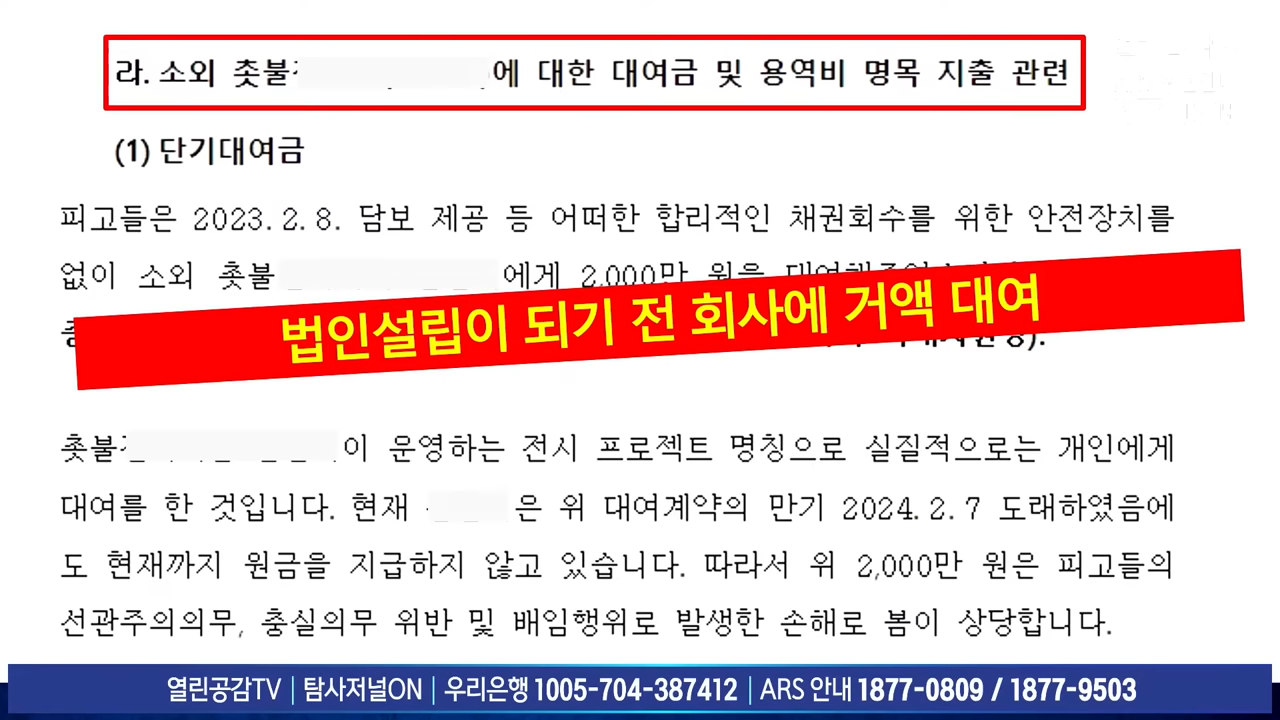 라. 소외 촛불 에 대한 대여금 및 용역비 명목 지출 관련
(1) 단기대여금
피고들은 2023. 2. 8. 담보 제공 등 어떠한 합리적인 채권회수를 위한 안전장치를
없이 소외 촛불 에게 2,000만 원을
법인설립이 되기 전 회사에 거액 대여
촛불 이 운영하는 전시 프로젝트 명칭으로 실질적으로는 개인에게
대여를 한 것입니다. 현재 은 위 대여계약의 만기 2024. 2. 7 도래하였음에
도 현재까지 원금을 지급하지 않고 있습니다. 따라서 위 2,000만 원은 피고들의
선관주의의무, 충실의무 위반 및 배임행위로 발생한 손해로 봄이 상당합니다.
열린공감TV | 탐사저널ON | 우리은행 1005-704-387412 | ARS 안내 1877-0809 / 1877-9503